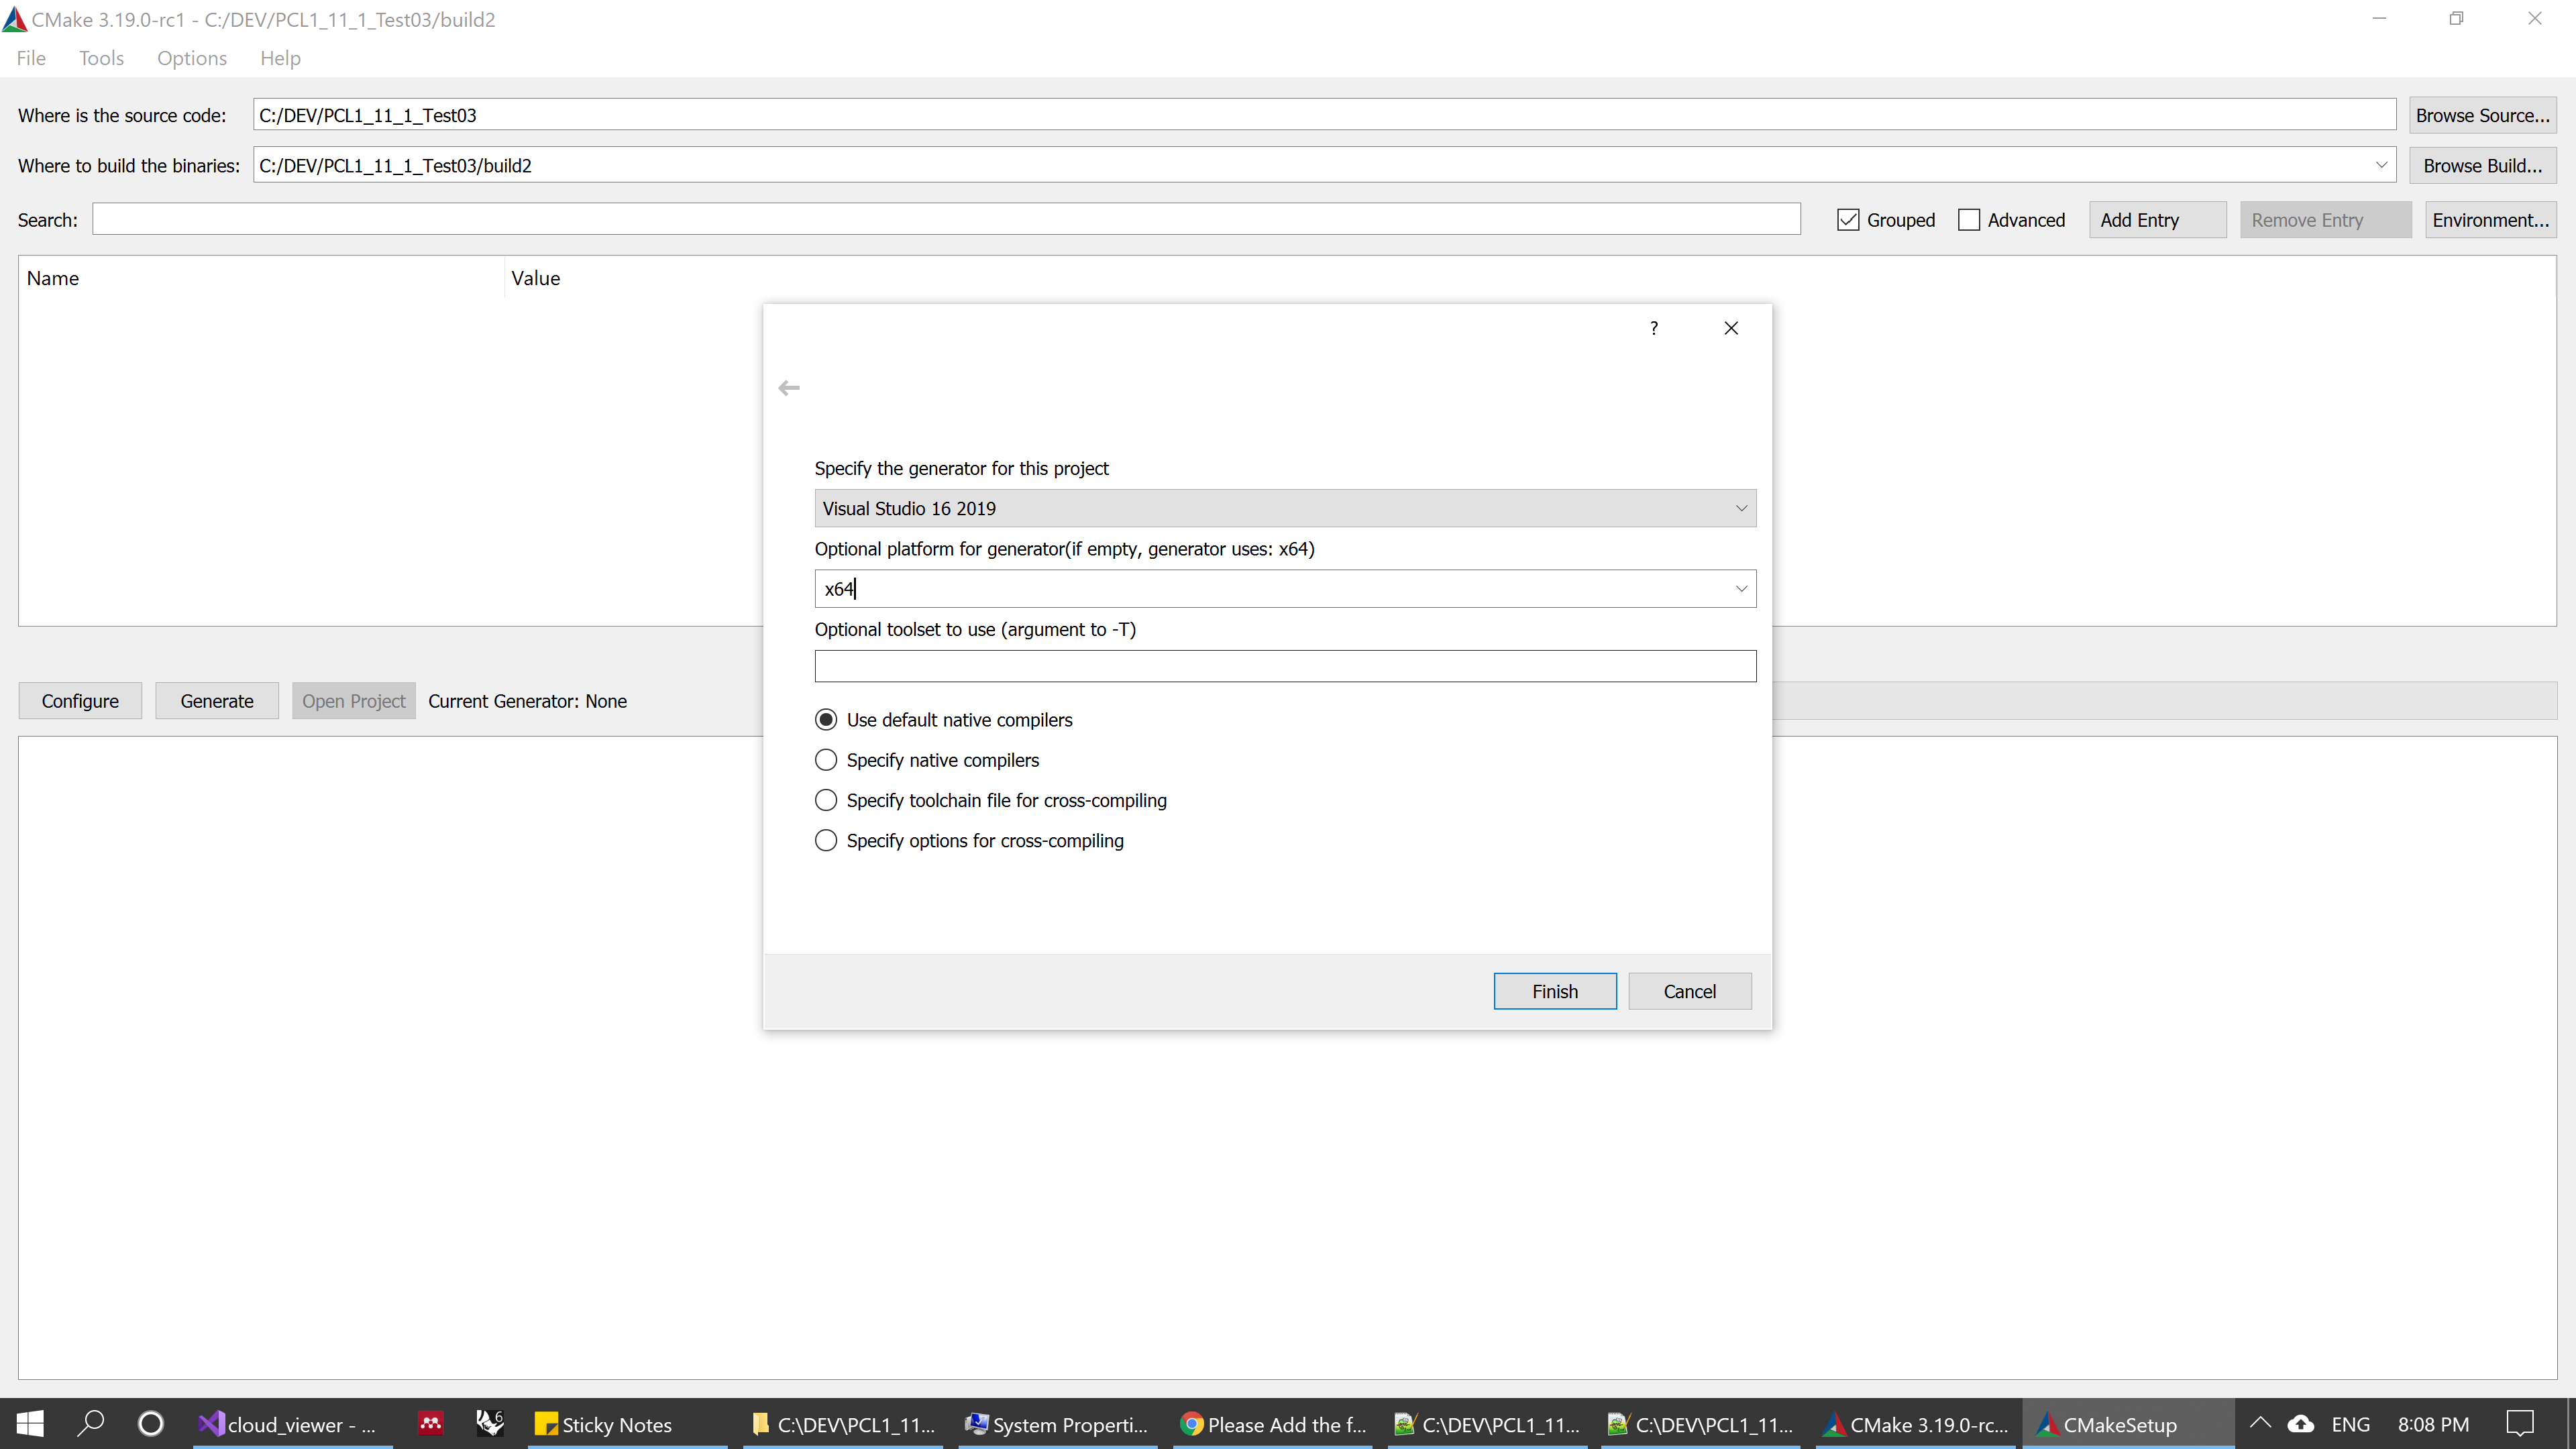 CMake 3.19.0-rc1 - C:/DEV/PCL1_11_1_Test03/build2
File Tools Options Help
Where is the source code: C:/DEV/PCL1_11_1_Test03 Browse Source...
Where to build the binaries: C:/DEV/PCL1_11_1_Test03/build2 Browse Build...
Search: Grouped Advanced Add Entry Remove Entry Environment...
Name Value
?
Specify the generator for this project
Visual Studio 16 2019
Optional platform for generator(if empty, generator uses: x64)
x64
Optional toolset to use (argument to -T)
Configure Generate Open Project Current Generator: None
Use default native compilers
Specify native compilers
Specify toolchain file for cross-compiling
Specify options for cross-compiling
Finish Cancel
cloud_viewer - ... 6 Sticky Notes C:\DEV\PCL1_11... System Properti... Please Add the f... C:\DEV\PCL1_11... C:\DEV\PCL1_11... CMake 3.19.0-rc... CMakeSetup ENG 8:08 PM